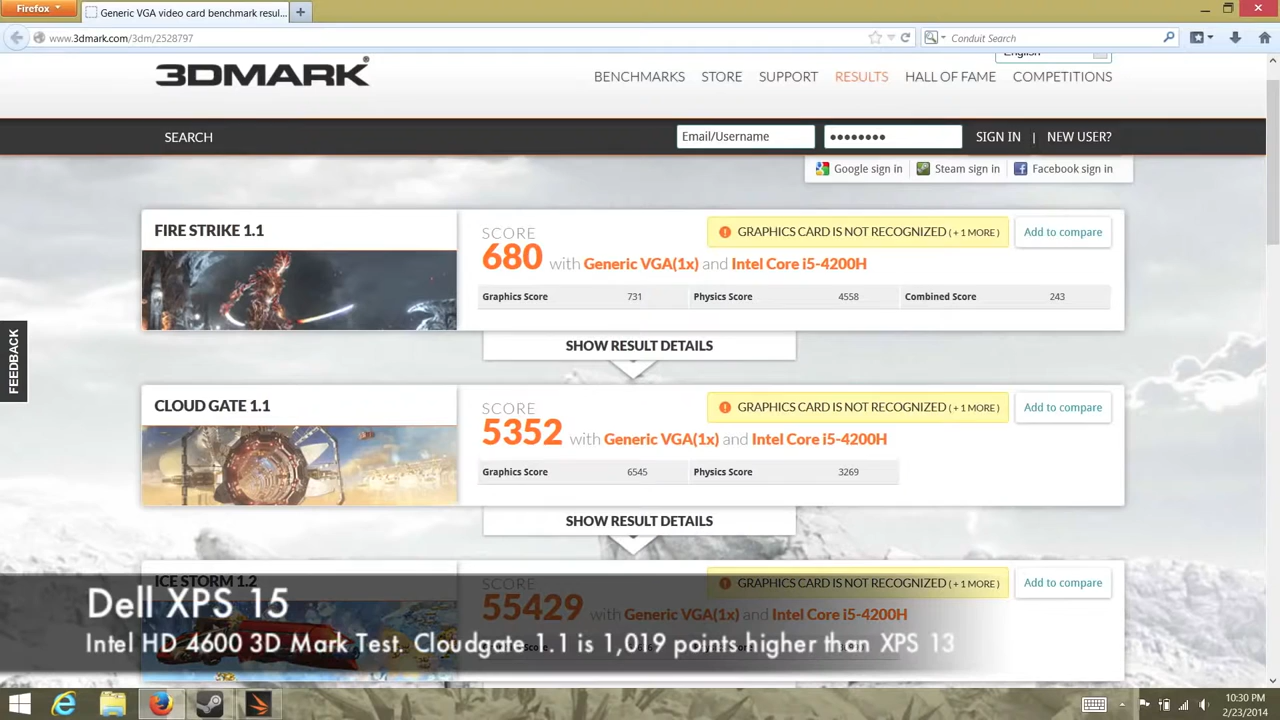 Firefox
Generic VGA video card benchmark resul...
www.3dmark.com/3dm/2528797
Conduit Search
English
3DMARK®
BENCHMARKS STORE SUPPORT RESULTS HALL OF FAME COMPETITIONS
SEARCH
Email/Username
●●●●●●●●
SIGN IN | NEW USER?
Google sign in
Steam sign in
Facebook sign in
FEEDBACK
FIRE STRIKE 1.1
SCORE
GRAPHICS CARD IS NOT RECOGNIZED ( + 1 MORE )
Add to compare
680 with Generic VGA(1x) and Intel Core i5-4200H
Graphics Score 731 Physics Score 4558 Combined Score 243
SHOW RESULT DETAILS
CLOUD GATE 1.1
SCORE
GRAPHICS CARD IS NOT RECOGNIZED ( + 1 MORE )
Add to compare
5352 with Generic VGA(1x) and Intel Core i5-4200H
Graphics Score 6545 Physics Score 3269
SHOW RESULT DETAILS
ICE STORM 1.2
SCORE
GRAPHICS CARD IS NOT RECOGNIZED ( + 1 MORE )
Add to compare
55429 with Generic VGA(1x) and Intel Core i5-4200H
Dell XPS 15
Intel HD 4600 3D Mark Test. Cloudgate 1.1 is 1,019 points higher than XPS 13
10:30 PM
2/23/2014